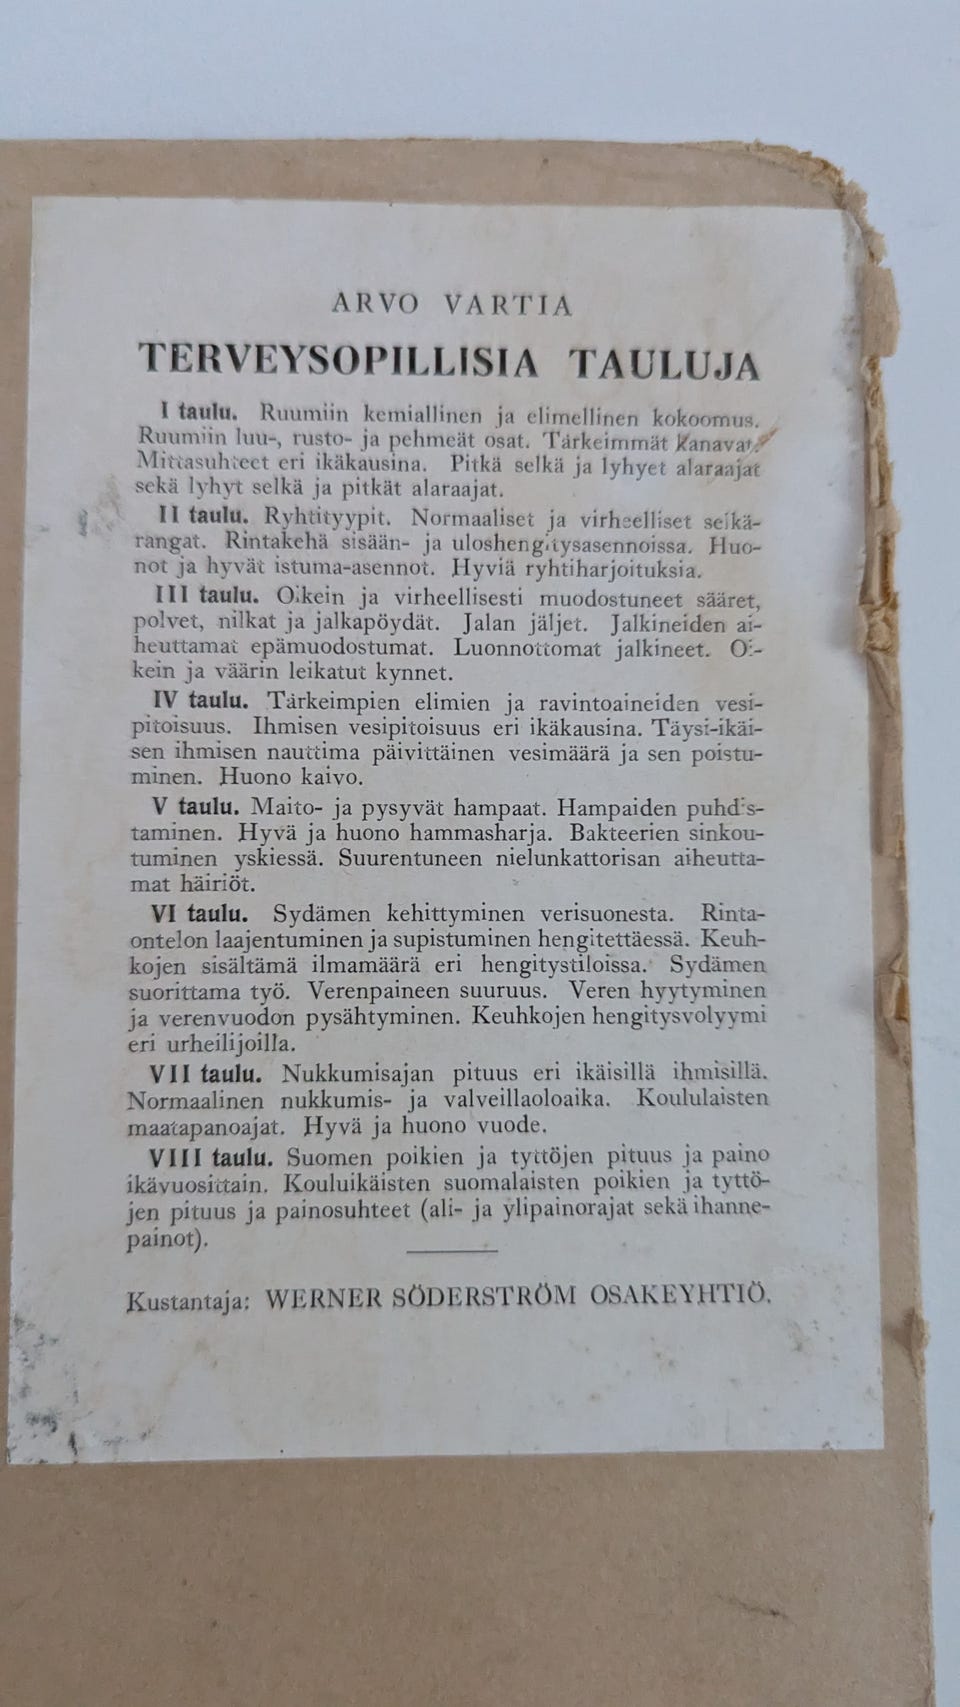 ARVO VARTIA
TERVEYSOPILLISIA TAULUJA
I taulu. Ruumiin kemiallinen ja elimellinen kokoomus.
Ruumiin luu-, rusto- ja pehmeät osat. Tärkeimmät kanavat.
Mittasuhteet eri ikäkausina. Pitkä selkä ja lyhyet alaraajat
sekä lyhyt selkä ja pitkät alaraajat.
II taulu. Ryhtityypit. Normaaliset ja virheelliset selkä-
rangat. Rintakehä sisään- ja uloshengitysasennoissa. Huo-
not ja hyvät istuma-asennot. Hyviä ryhtiharjoituksia.
III taulu. Oikein ja virheellisesti muodostuneet sääret,
polvet, nilkat ja jalkapöydät. Jalan jäljet. Jalkineiden ai-
heuttamat epämuodostumat. Luonnottomat jalkineet. Oi-
kein ja väärin leikatut kynnet.
IV taulu. Tärkeimpien elimien ja ravintoaineiden vesi-
pitoisuus. Ihmisen vesipitoisuus eri ikäkausina. Täysi-ikäi-
sen ihmisen nauttima päivittäinen vesimäärä ja sen poistu-
minen. Huono kaivo.
V taulu. Maito- ja pysyvät hampaat. Hampaiden puhdis-
taminen. Hyvä ja huono hammasharja. Bakteerien sinkou-
tuminen yskiessä. Suurentuneen nielunkattorisan aiheutta-
mat häiriöt.
VI taulu. Sydämen kehittyminen verisuonesta. Rinta-
ontelon laajentuminen ja supistuminen hengitettäessä. Keuh-
kojen sisältämä ilmamäärä eri hengitystiloissa. Sydämen
suorittama työ. Verenpaineen suuruus. Veren hyytyminen
ja verenvuodon pysähtyminen. Keuhkojen hengitysvolyymi
eri urheilijoilla.
VII taulu. Nukkumisajan pituus eri ikäisillä ihmisillä.
Normaalinen nukkumis- ja valveillaoloaika. Koululaisten
maatapanoajat. Hyvä ja huono vuode.
VIII taulu. Suomen poikien ja tyttöjen pituus ja paino
ikävuosittain. Kouluikäisten suomalaisten poikien ja tyttö-
jen pituus ja painosuhteet (ali- ja ylipainorajat sekä ihanne-
painot).
Kustantaja: WERNER SÖDERSTRÖM OSAKEYHTIÖ.